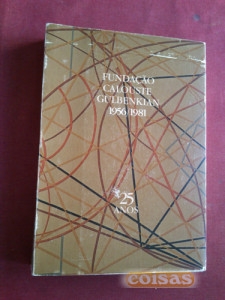 FUNDAÇÃO
CALOUSTE
GULBENKIAN
1956/1981
25
ANOS
coisas